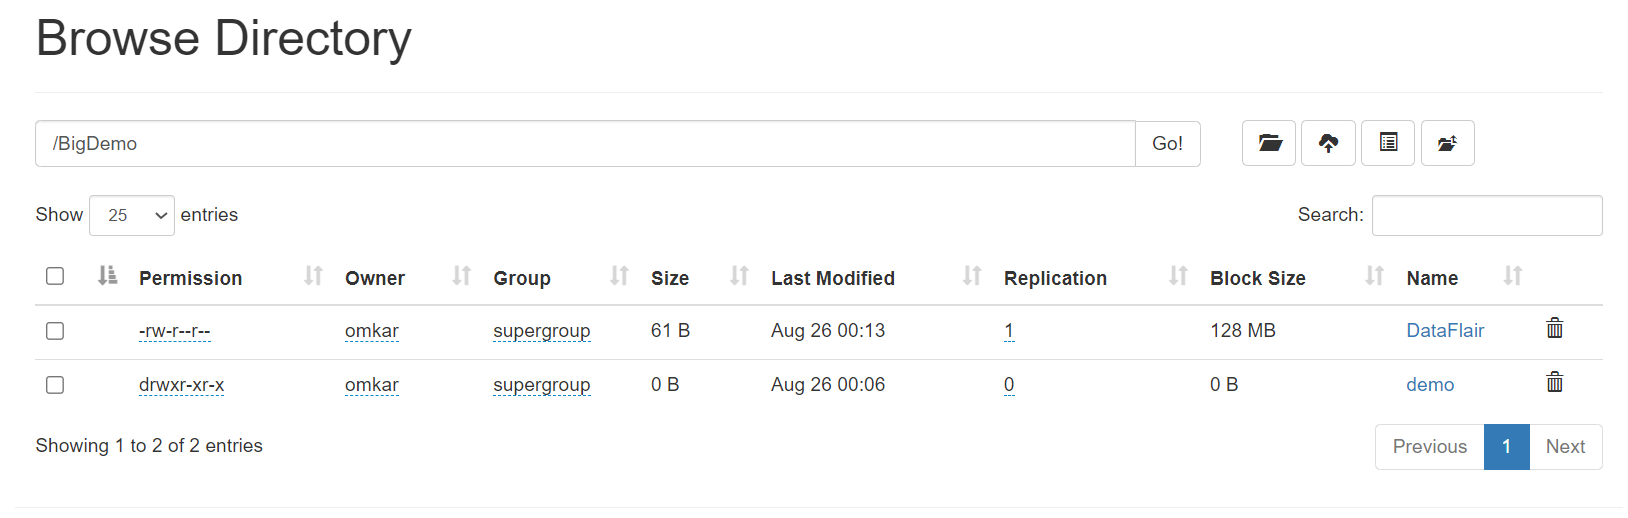 Browse Directory
/BigDemo Go!
Show 25 entries Search:
Permission Owner Group Size Last Modified Replication Block Size Name
-rw-r--r-- omkar supergroup 61 B Aug 26 00:13 1 128 MB DataFlair
drwxr-xr-x omkar supergroup 0 B Aug 26 00:06 0 0 B demo
Showing 1 to 2 of 2 entries Previous 1 Next